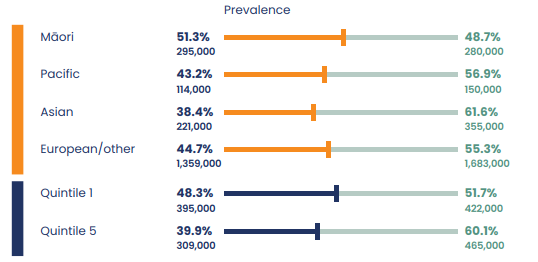 Prevalence
Māori 51.3% 48.7%
295,000 280,000
Pacific 43.2% 56.9%
114,000 150,000
Asian 38.4% 61.6%
221,000 355,000
European/other 44.7% 55.3%
1,359,000 1,683,000
Quintile 1 48.3% 51.7%
395,000 422,000
Quintile 5 39.9% 60.1%
309,000 465,000